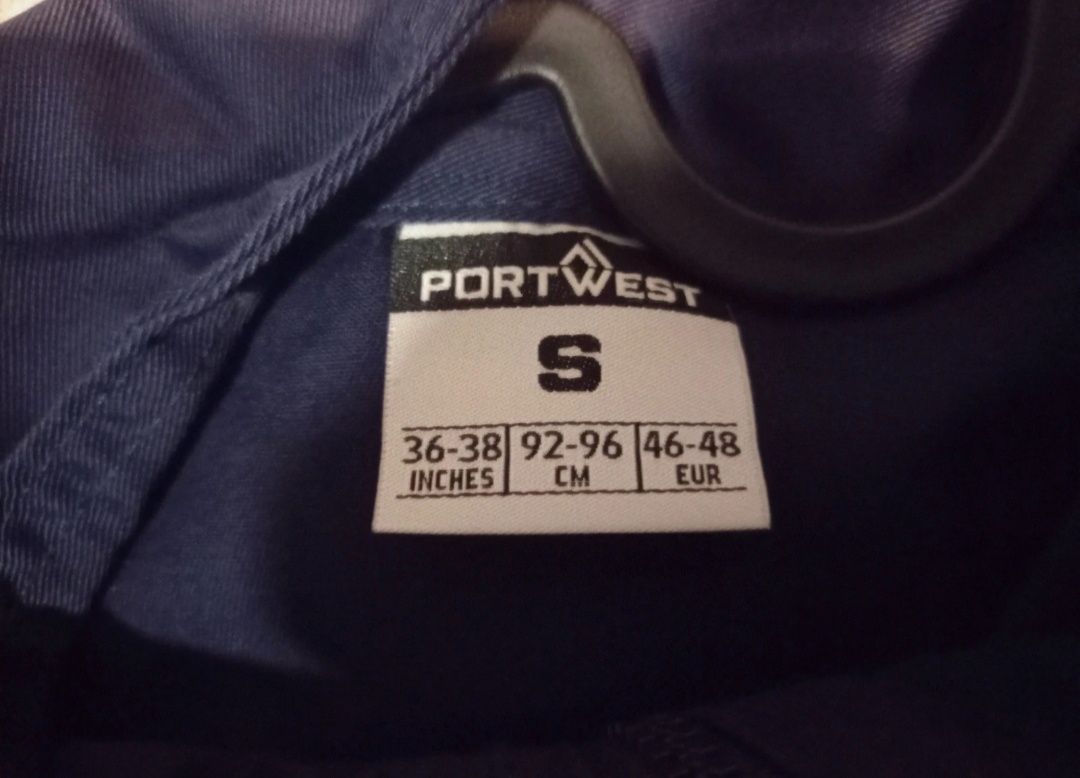 PORTWEST
S
36-38 92-96 46-48
INCHES CM EUR